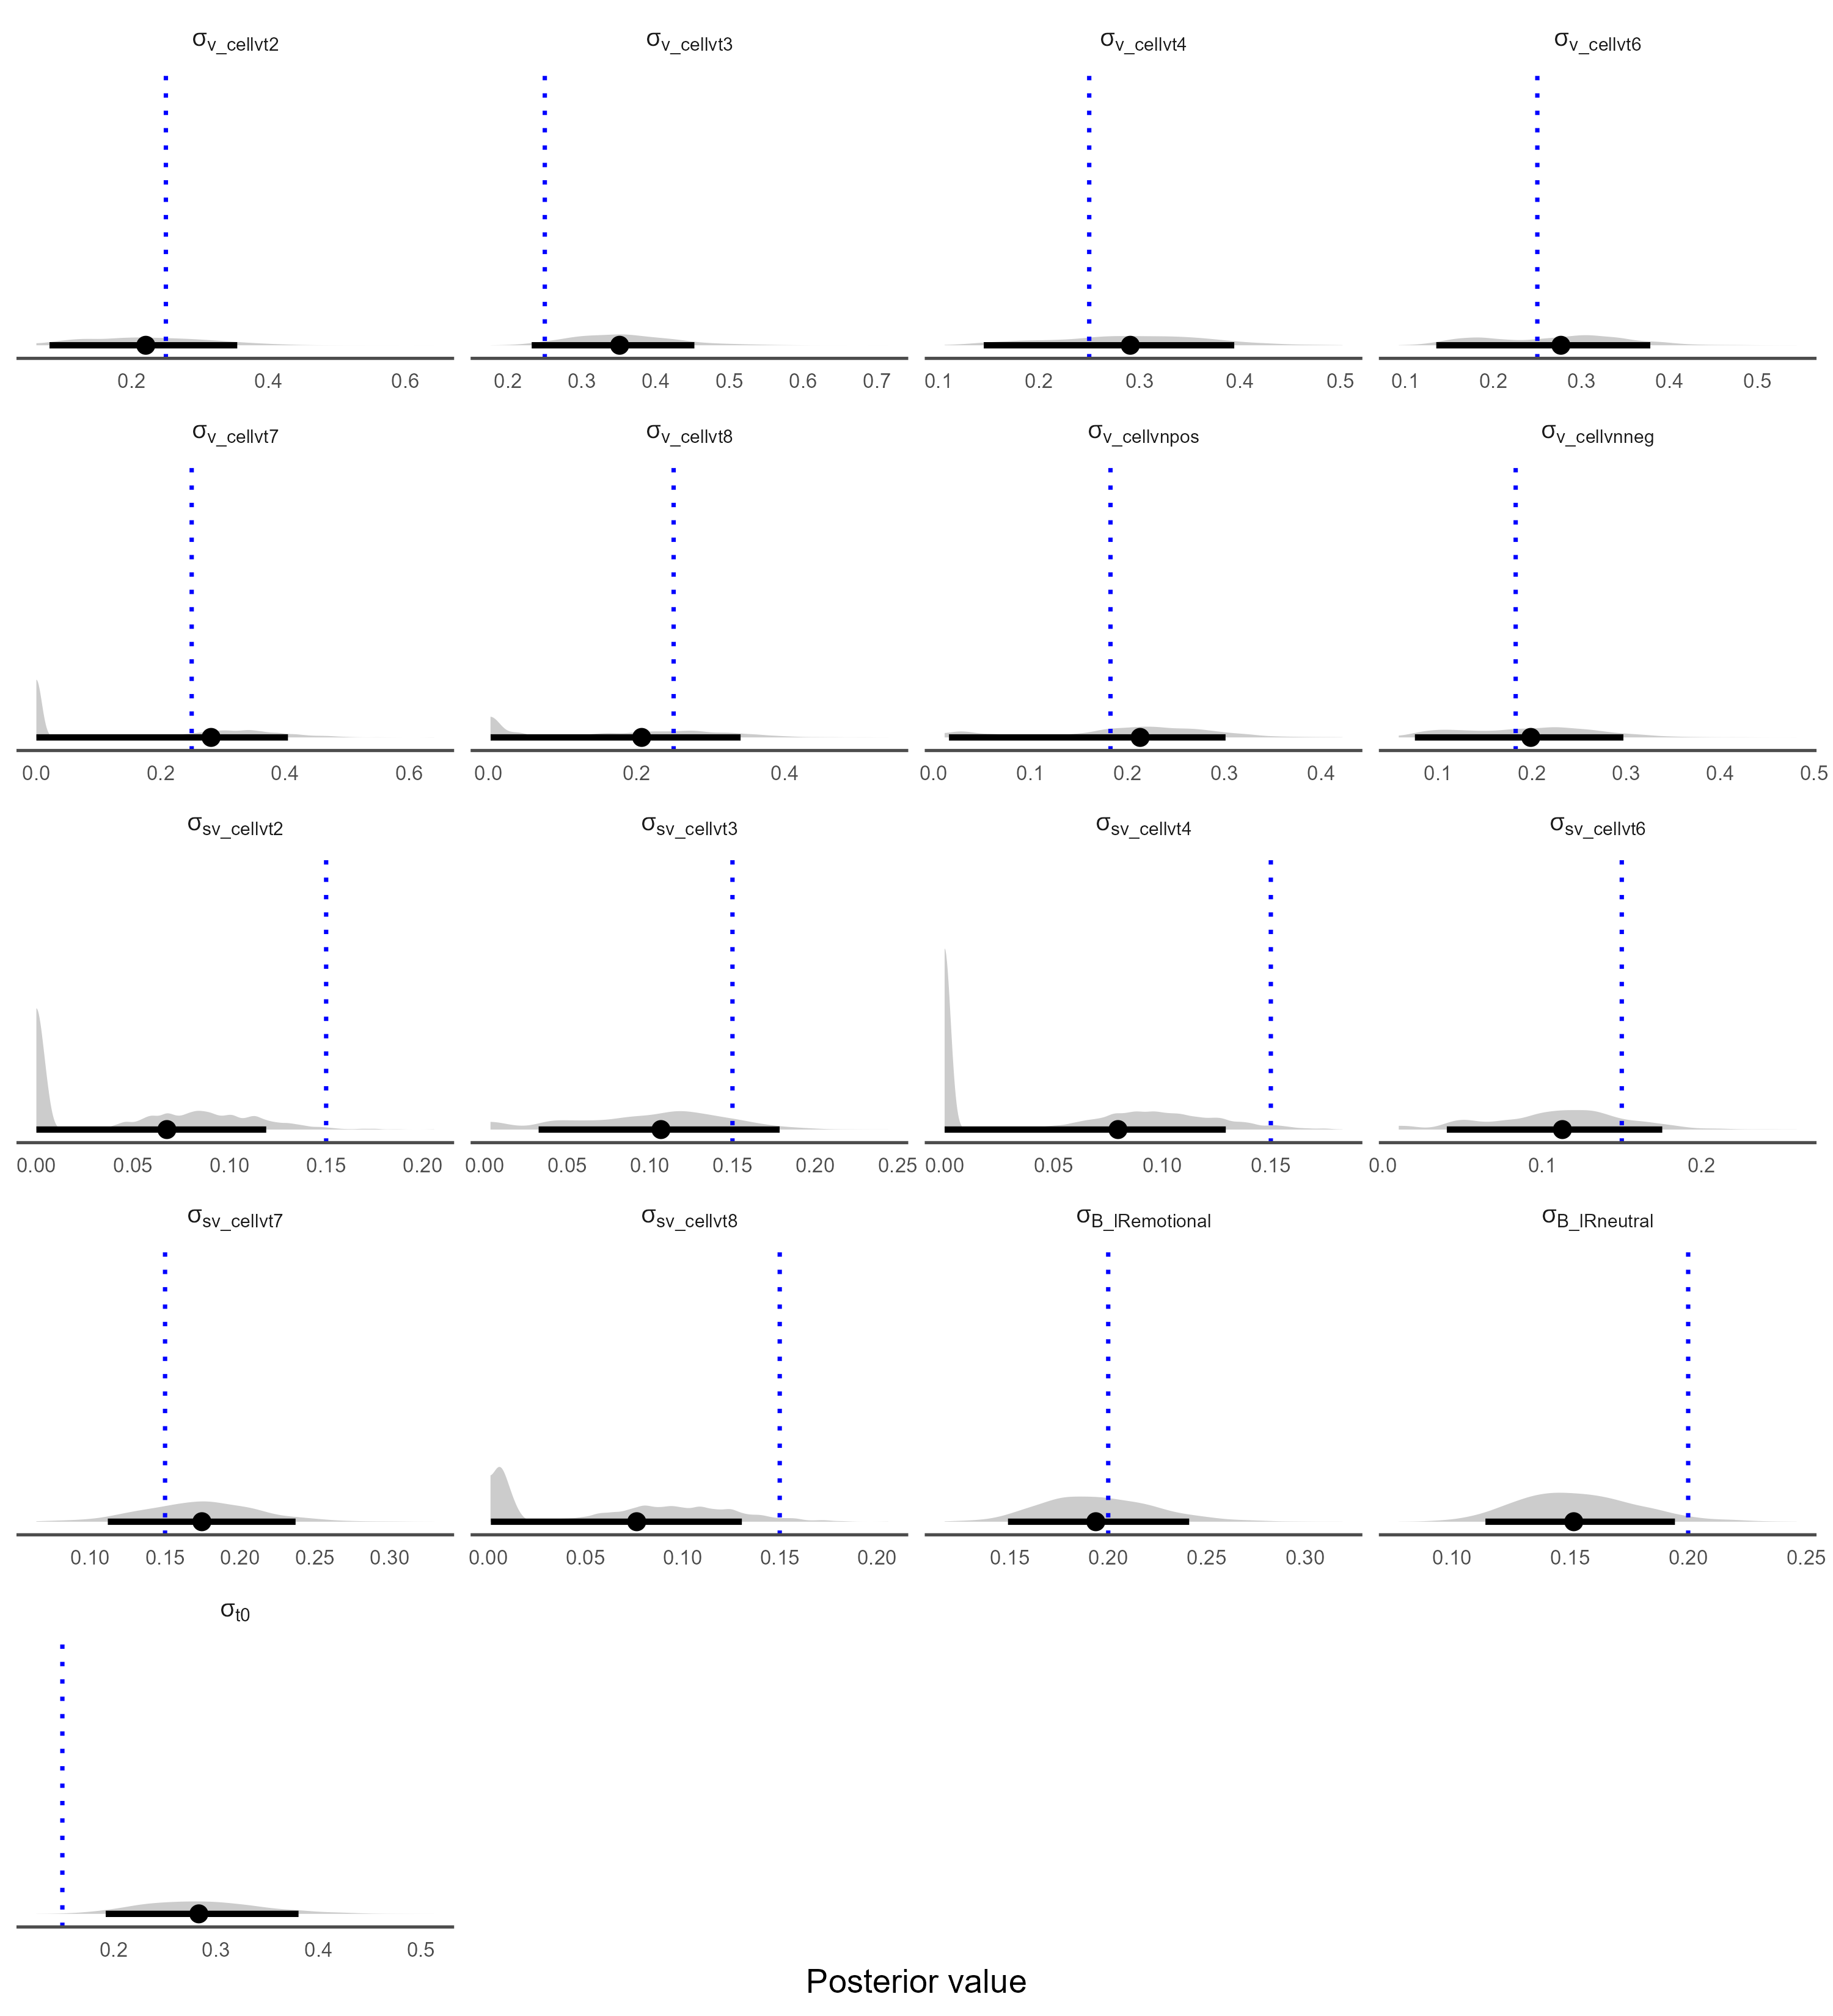 σv_cellvt2 σv_cellvt3 σv_cellvt4 σv_cellvt6
0.2 0.4 0.6 0.2 0.3 0.4 0.5 0.6 0.7 0.1 0.2 0.3 0.4 0.5 0.1 0.2 0.3 0.4 0.5
σv_cellvt7 σv_cellvt8 σv_cellvnpos σv_cellvnneg
0.0 0.2 0.4 0.6 0.0 0.2 0.4 0.0 0.1 0.2 0.3 0.4 0.1 0.2 0.3 0.4 0.5
σsv_cellvt2 σsv_cellvt3 σsv_cellvt4 σsv_cellvt6
0.00 0.05 0.10 0.15 0.20 0.00 0.05 0.10 0.15 0.20 0.25 0.00 0.05 0.10 0.15 0.0 0.1 0.2
σsv_cellvt7 σsv_cellvt8 σB_lRemotional σB_lRneutral
0.10 0.15 0.20 0.25 0.30 0.00 0.05 0.10 0.15 0.20 0.15 0.20 0.25 0.30 0.10 0.15 0.20 0.25
σt0
0.2 0.3 0.4 0.5
Posterior value